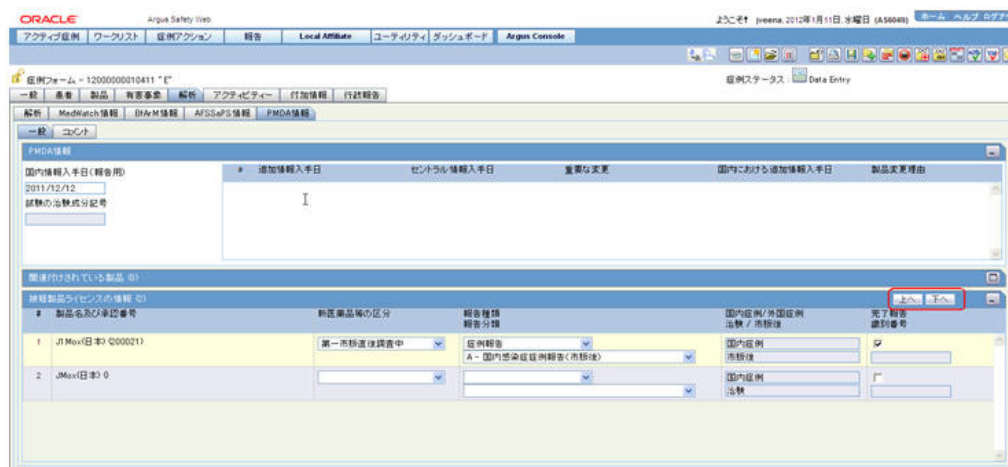 ORACLE Argus Safety Web ようこそ! jveena, 2012年1月11日, 水曜日 (AS604N) ホーム ヘルプ ログア
アクティブ症例 ワークリスト 症例アクション 報告 Local Affiliate ユーティリティ ダッシュボード Argus Console
症例フォーム - 12000000010411 "E" 症例ステータス: Data Entry
一般 患者 製品 有害事象 解析 アクティビティー 付加情報 行政報告
解析 MedWatch情報 BfArM情報 AFSSaPS情報 PMDA情報
一般 コメント
PMDA情報
国内情報入手日(報告用) # 追加情報入手日 セントラル情報入手日 重要な変更 国内における追加情報入手日 製品変更理由
2011/12/12
試験の治験成分記号
関連付けされている製品 (0)
被疑製品ライセンスの情報 (2) 上へ 下へ
# 製品名及び承認番号 新医薬品等の区分 報告種類 国内症例/外国症例 完了報告
報告分類 治験 / 市販後 識別番号
1 J1Mox(日本) (200021) 第一市販直後調査中 症例報告 国内症例
A - 国内感染症症例報告(市販後) 市販後
2 JMox(日本) 0 国内症例
治験